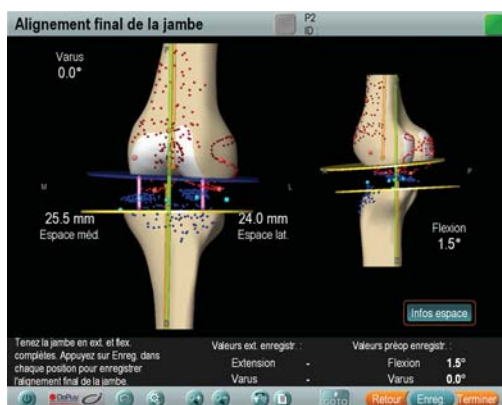 Alignement final de la jambe
P2
ID :
Varus
0.0°
M
L
P
25.5 mm
Espace méd.
24.0 mm
Espace lat.
Flexion
1.5°
Infos espace
Tenez la jambe en ext. et flex.
complètes. Appuyez sur Enreg. dans
chaque position pour enregistrer
l'alignement final de la jambe.
Valeurs ext. enregistr. :
Extension -
Varus -
Valeurs préop enregistr. :
Flexion 1.5°
Varus 0.0°
DePuy
GOTO
Retour
Enreg.
Terminer